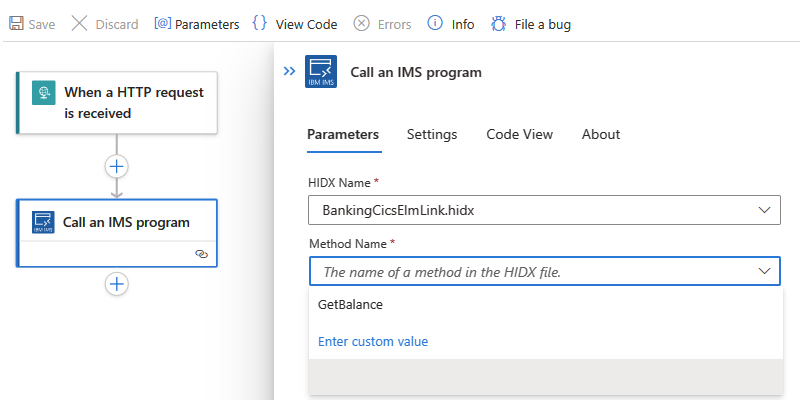 Save Discard [@] Parameters {} View Code Errors Info File a bug
When a HTTP request
is received
Call an IMS program
IBM IMS
IBM IMS
Call an IMS program
Parameters Settings Code View About
HIDX Name *
BankingCicsElmLink.hidx
Method Name *
The name of a method in the HIDX file.
GetBalance
Enter custom value